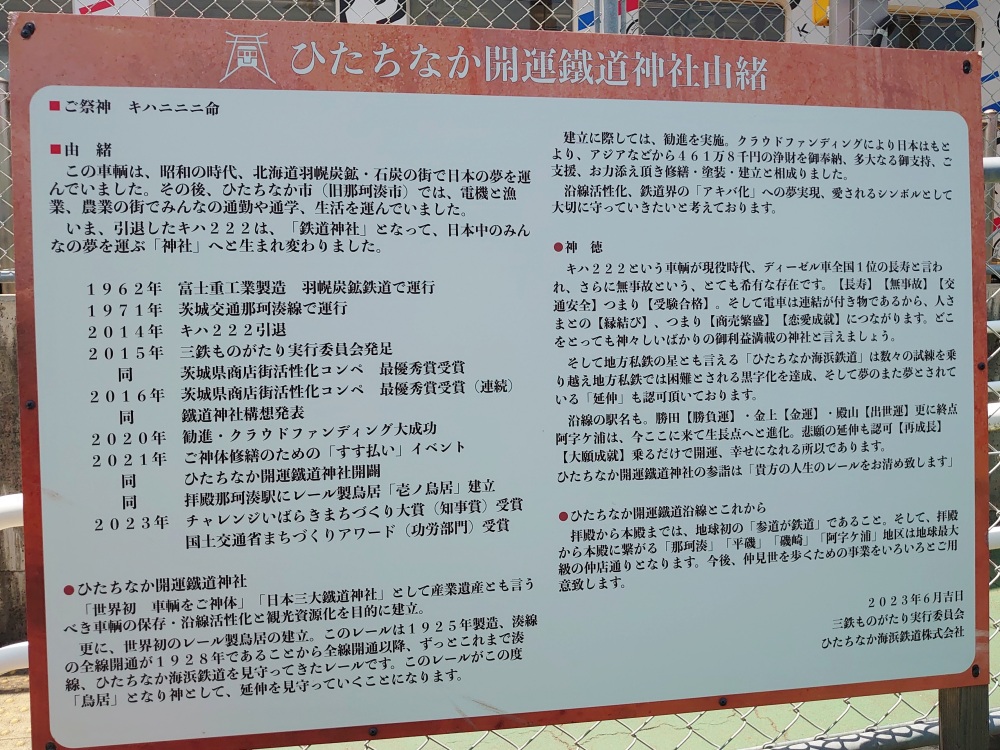 ひたちなか開運鐵道神社由緒
■ご祭神　キハニニニ命
■由　緒
この車輌は、昭和の時代、北海道羽幌炭鉱・石炭の街で日本の夢を運
んでいました。その後、ひたちなか市（旧那珂湊市）では、電機と漁
業、農業の街でみんなの通勤や通学、生活を運んでいました。
いま、引退したキハ２２２は、「鉄道神社」となって、日本中のみん
なの夢を運ぶ「神社」へと生まれ変わりました。
１９６２年　富士重工業製造　羽幌炭鉱鉄道で運行
１９７１年　茨城交通那珂湊線で運行
２０１４年　キハ２２２引退
２０１５年　三鉄ものがたり実行委員会発足
同　茨城県商店街活性化コンペ　最優秀賞受賞
２０１６年　茨城県商店街活性化コンペ　最優秀賞受賞（連続）
同　鐵道神社構想発表
２０２０年　勧進・クラウドファンディング大成功
２０２１年　ご神体修繕のための「すす払い」イベント
同　ひたちなか開運鐵道神社開闢
同　拝殿那珂湊駅にレール製鳥居「壱ノ鳥居」建立
２０２３年　チャレンジいばらきまちづくり大賞（知事賞）受賞
国土交通省まちづくりアワード（功労部門）受賞
●ひたちなか開運鐵道神社
「世界初　車輌をご神体」「日本三大鐵道神社」として産業遺産とも言う
べき車輌の保存・沿線活性化と観光資源化を目的に建立。
更に、世界初のレール製鳥居の建立。このレールは１９２５年製造、湊線
の全線開通が１９２８年であることから全線開通以降、ずっとこれまで湊
線、ひたちなか海浜鉄道を見守ってきたレールです。このレールがこの度
「鳥居」となり神として、延伸を見守っていくことになります。
建立に際しては、勧進を実施。クラウドファンディングにより日本はもと
より、アジアなどから４６１万８千円の浄財を御奉納、多大なる御支持、ご
支援、お力添え頂き修繕・塗装・建立と相成りました。
沿線活性化、鉄道界の「アキバ化」への夢実現、愛されるシンボルとして
大切に守っていきたいと考えております。
●神　徳
キハ２２２という車輌が現役時代、ディーゼル車全国１位の長寿と言わ
れ、さらに無事故という、とても希有な存在です。【長寿】【無事故】【交
通安全】つまり【受験合格】。そして電車は連結が付き物であるから、人さ
まとの【縁結び】、つまり【商売繁盛】【恋愛成就】につながります。どこ
をとっても神々しいばかりの御利益満載の神社と言えましょう。
そして地方私鉄の星とも言える「ひたちなか海浜鉄道」は数々の試練を乗
り越え地方私鉄では困難とされる黒字化を達成、そして夢のまた夢とされて
いる「延伸」も認可頂いております。
沿線の駅名も。勝田【勝負運】・金上【金運】・殿山【出世運】更に終点
阿字ケ浦は、今ここに来て生長点へと進化。悲願の延伸も認可【再成長】
【大願成就】乗るだけで開運、幸せになれる所以であります。
ひたちなか開運鐵道神社の参詣は「貴方の人生のレールをお清め致します」
●ひたちなか開運鐵道沿線とこれから
拝殿から本殿までは、地球初の「参道が鉄道」であること。そして、拝殿
から本殿に繋がる「那珂湊」「平磯」「磯崎」「阿字ケ浦」地区は地球最大
級の仲店通りとなります。今後、仲見世を歩くための事業をいろいろとご用
意致します。
２０２３年６月吉日
三鉄ものがたり実行委員会
ひたちなか海浜鉄道株式会社